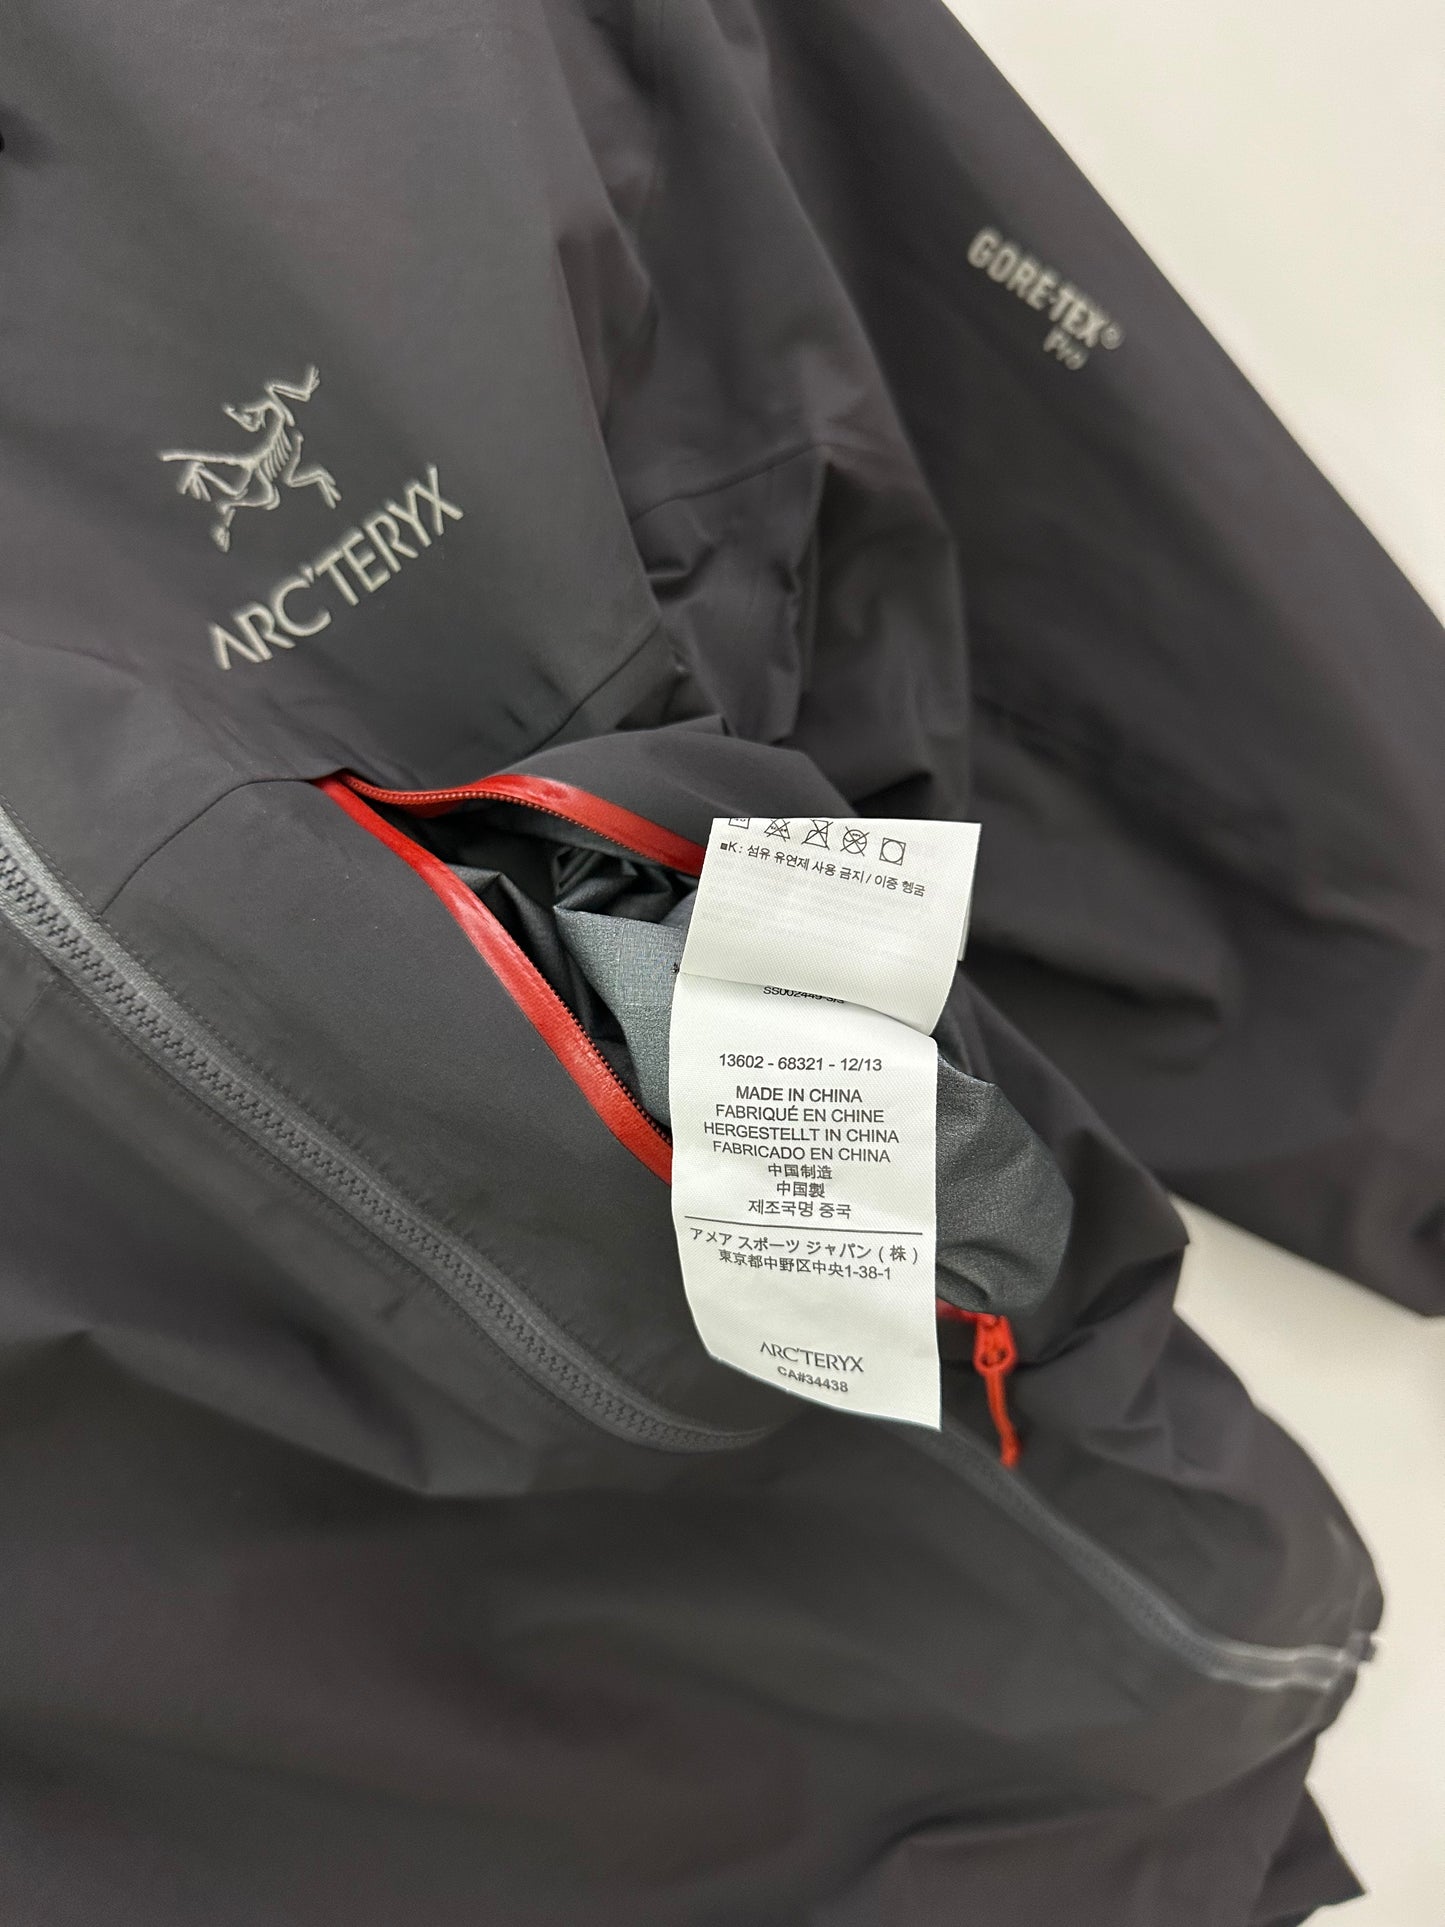 GORE-TEX®
Pro
ARC'TERYX
■K : 섬유 유연제 사용 금지 / 이중 헹굼
13602 - 68321 - 12/13
MADE IN CHINA
FABRIQUÉ EN CHINE
HERGESTELLT IN CHINA
FABRICADO EN CHINA
中国制造
中国製
제조국명 중국
アメア スポーツ ジャパン ( 株 )
東京都中野区中央1-38-1
ARC'TERYX
CA#34438